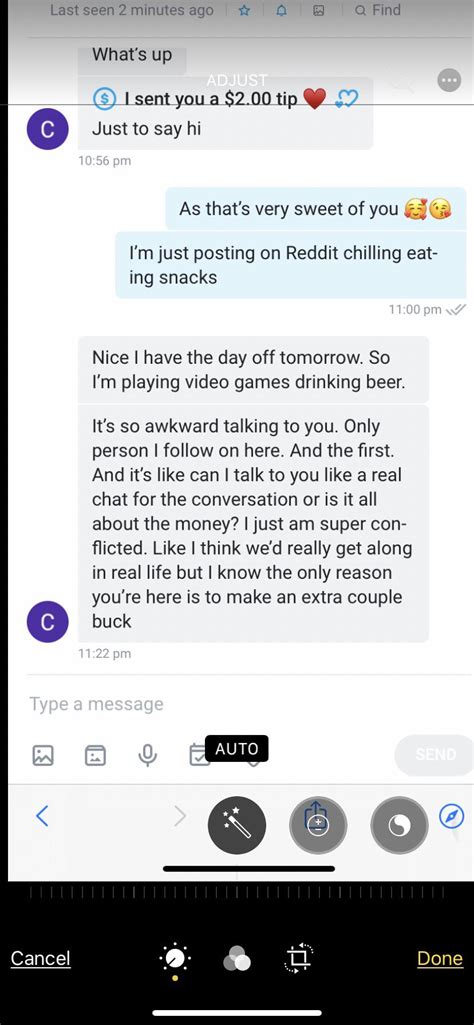 Last seen 2 minutes ago
Find
What's up
ADJUST
I sent you a $2.00 tip ❤️
Just to say hi
C
10:56 pm
As that's very sweet of you 🥰😘
I'm just posting on Reddit chilling eat-
ing snacks
11:00 pm
Nice I have the day off tomorrow. So
I'm playing video games drinking beer.
It's so awkward talking to you. Only
person I follow on here. And the first.
And it's like can I talk to you like a real
chat for the conversation or is it all
about the money? I just am super con-
flicted. Like I think we'd really get along
in real life but I know the only reason
you're here is to make an extra couple
buck
C
11:22 pm
Type a message
AUTO
SEND
Cancel
Done